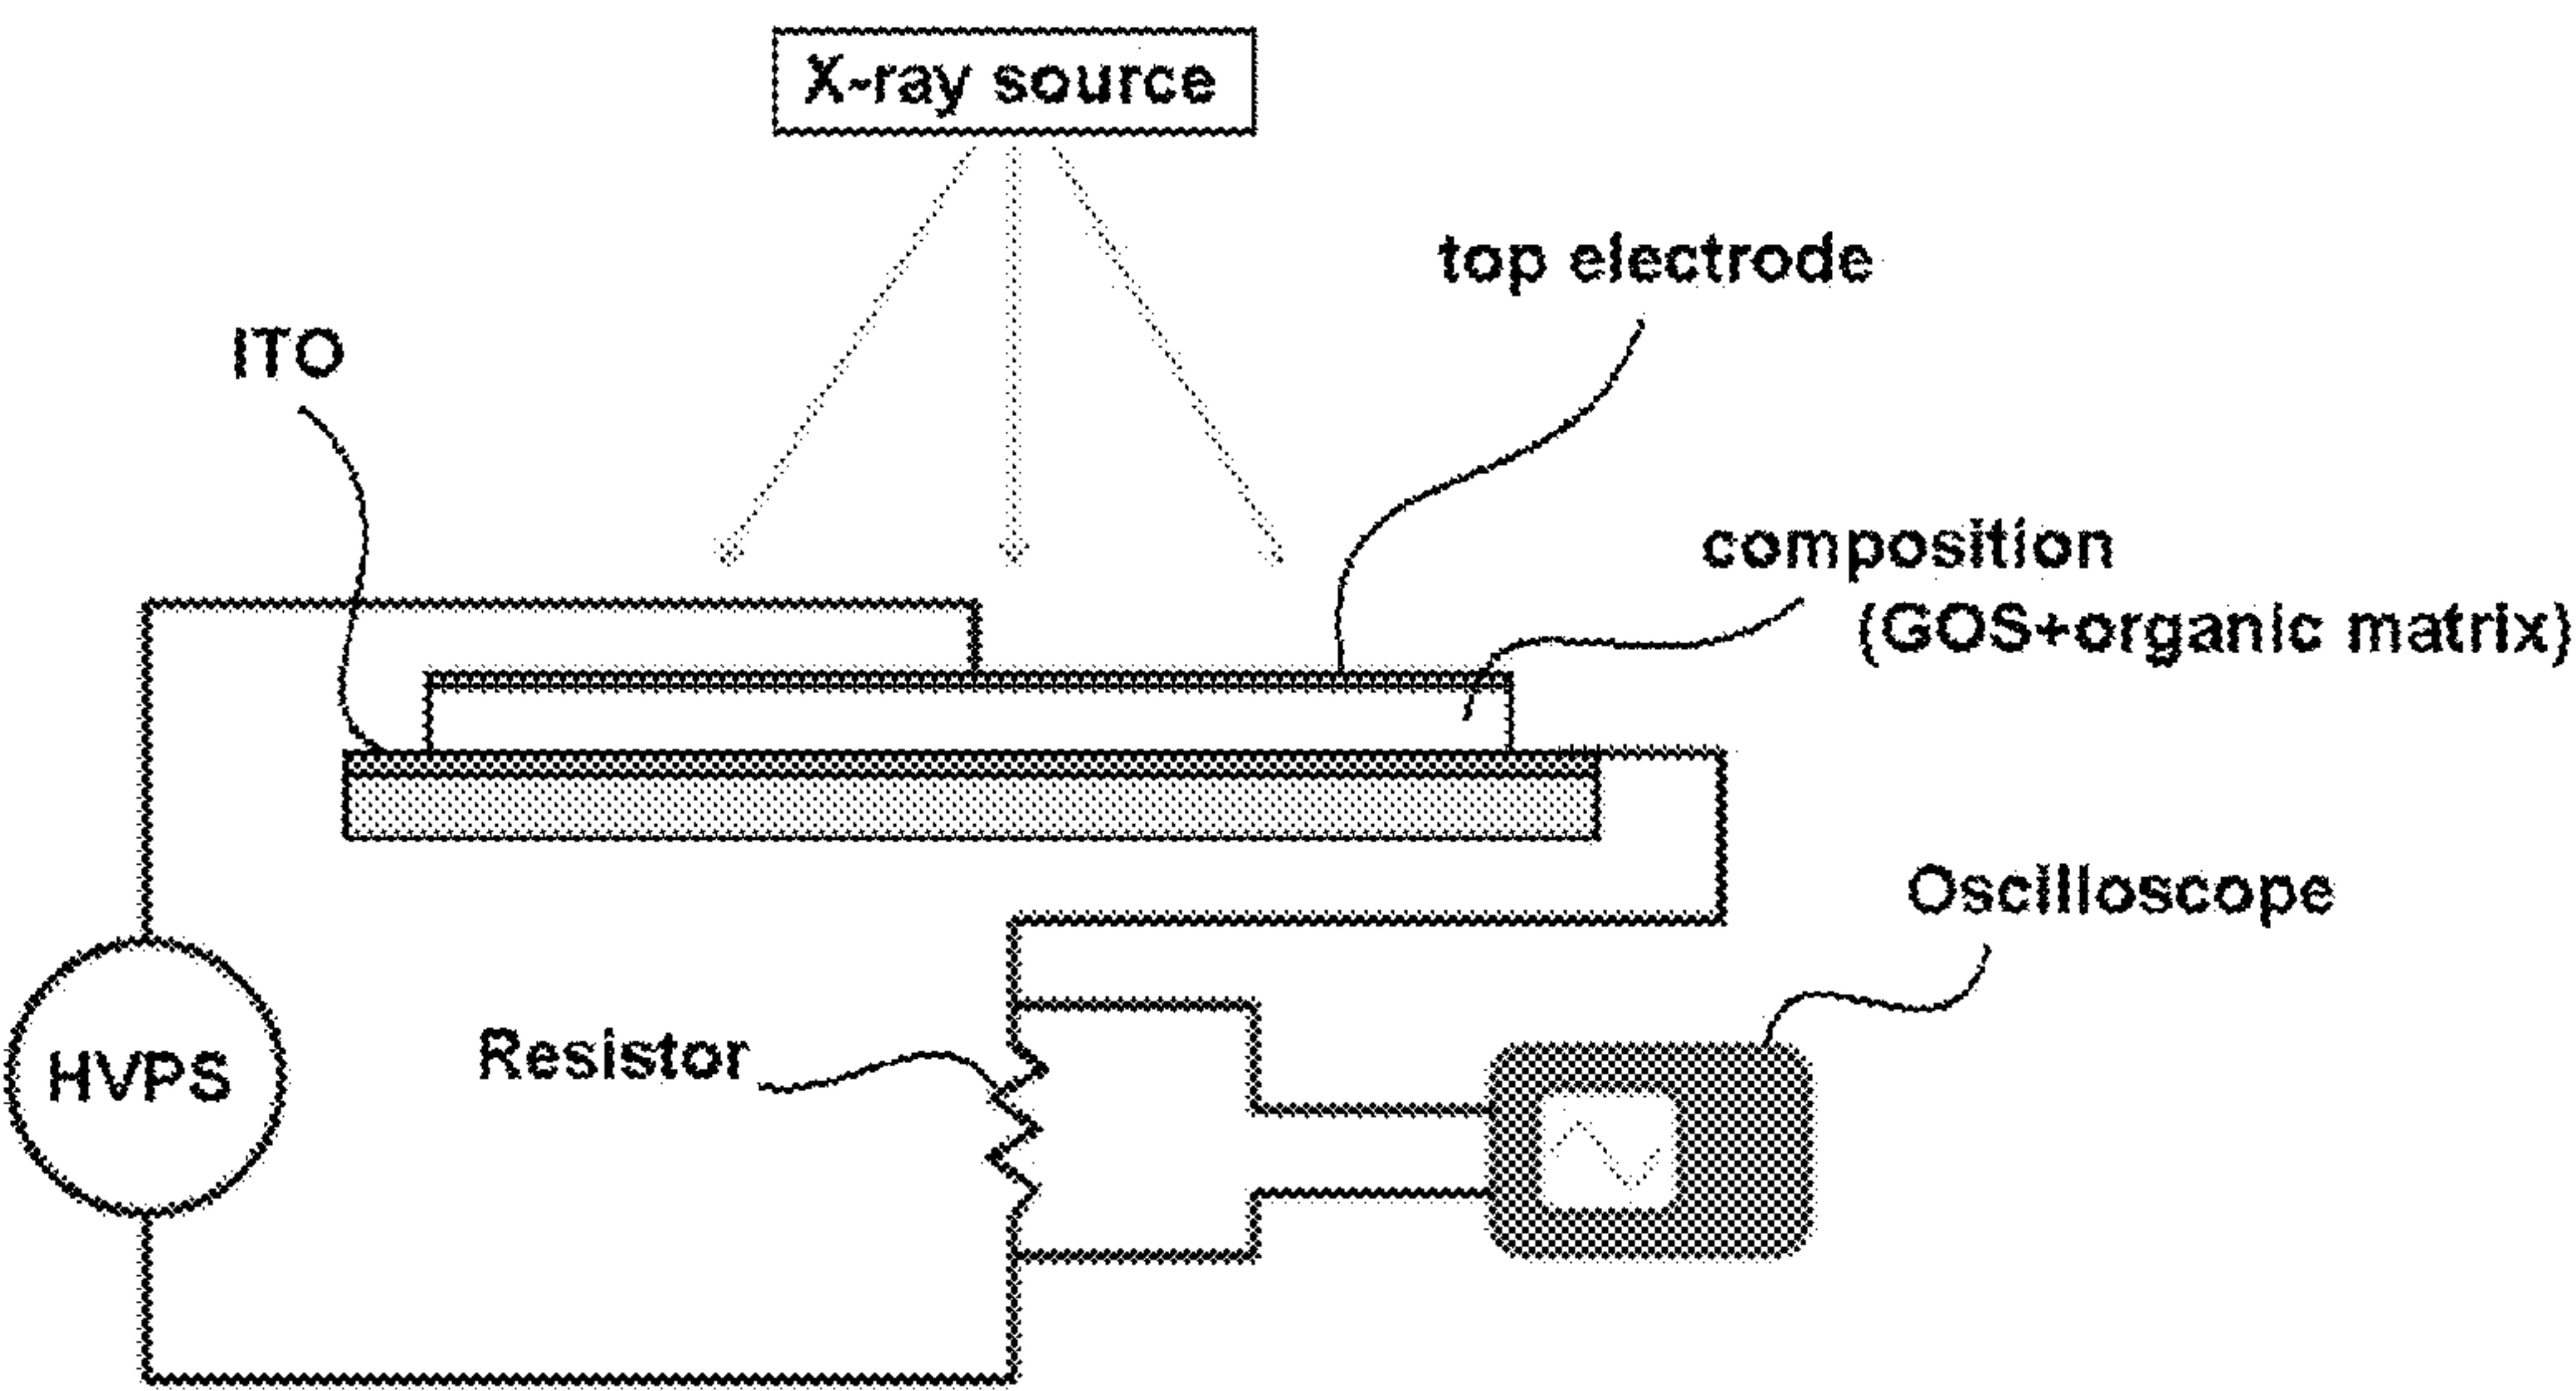 X-ray source
top electrode
ITO
composition
(GOS+organic matrix)
Oscilloscope
Resistor
HVPS